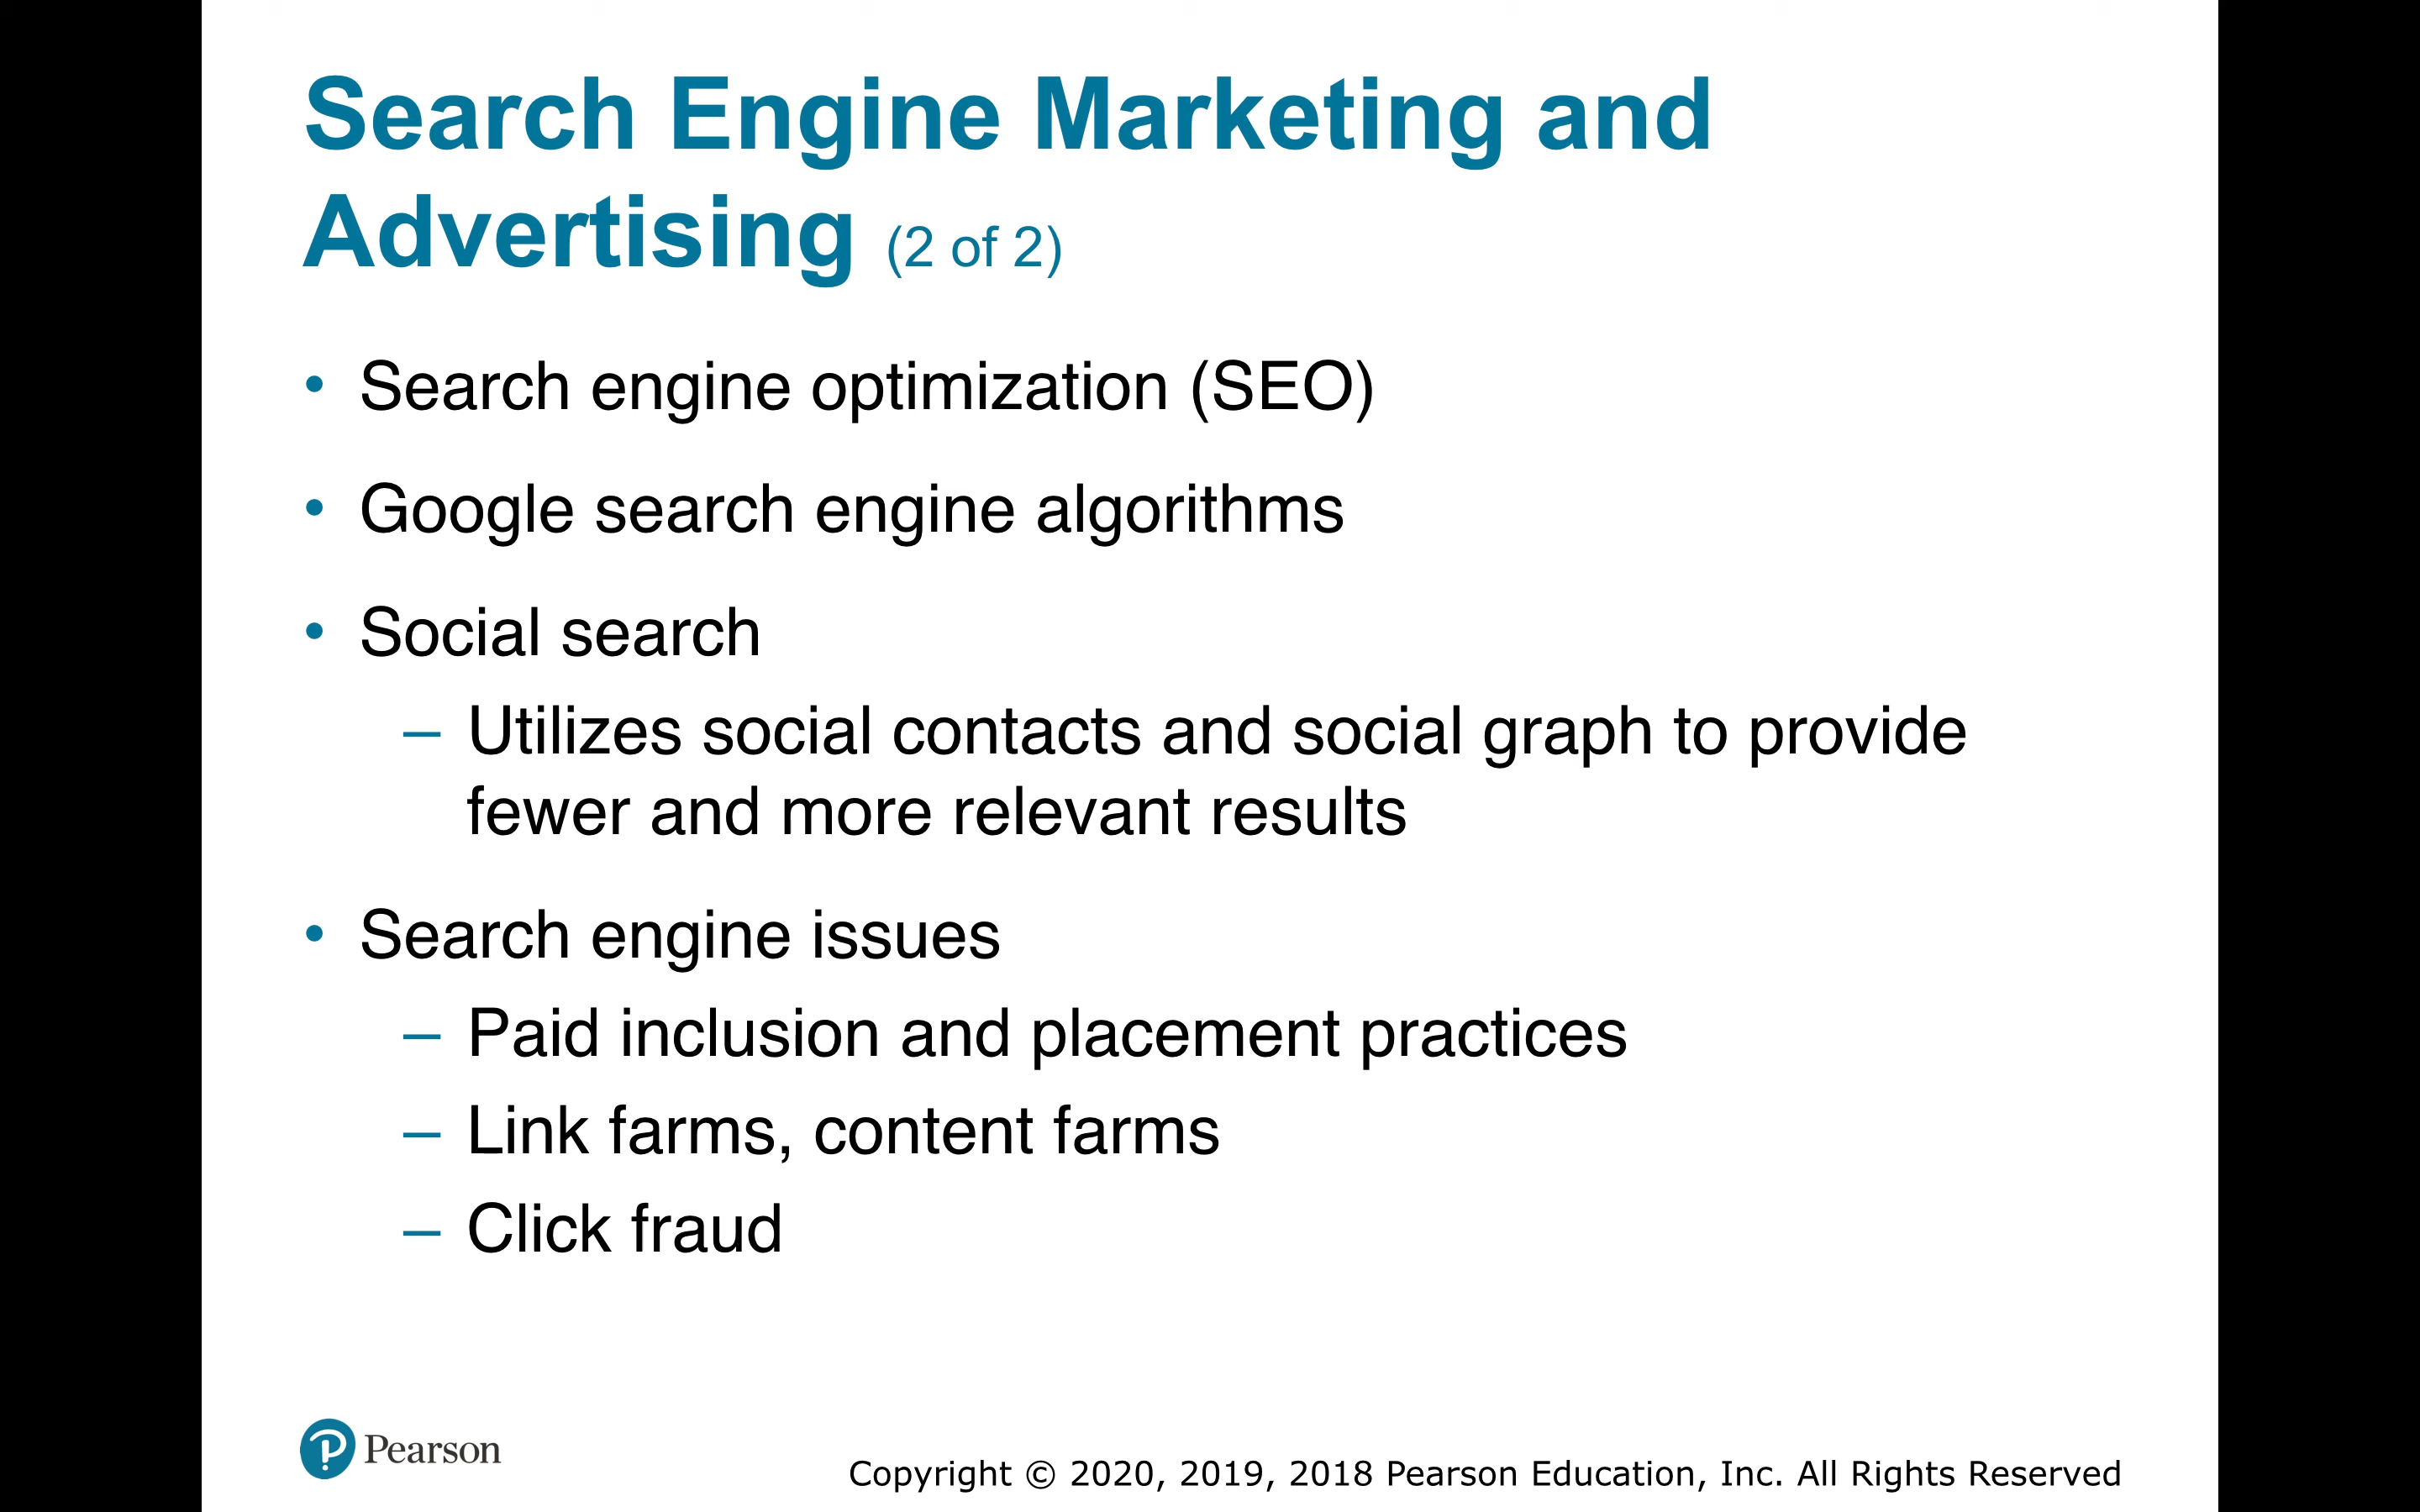 Search Engine Marketing and
Advertising (2 of 2)
• Search engine optimization (SEO)
• Google search engine algorithms
• Social search
– Utilizes social contacts and social graph to provide
fewer and more relevant results
• Search engine issues
– Paid inclusion and placement practices
– Link farms, content farms
– Click fraud
P Pearson
Copyright © 2020, 2019, 2018 Pearson Education, Inc. All Rights Reserved